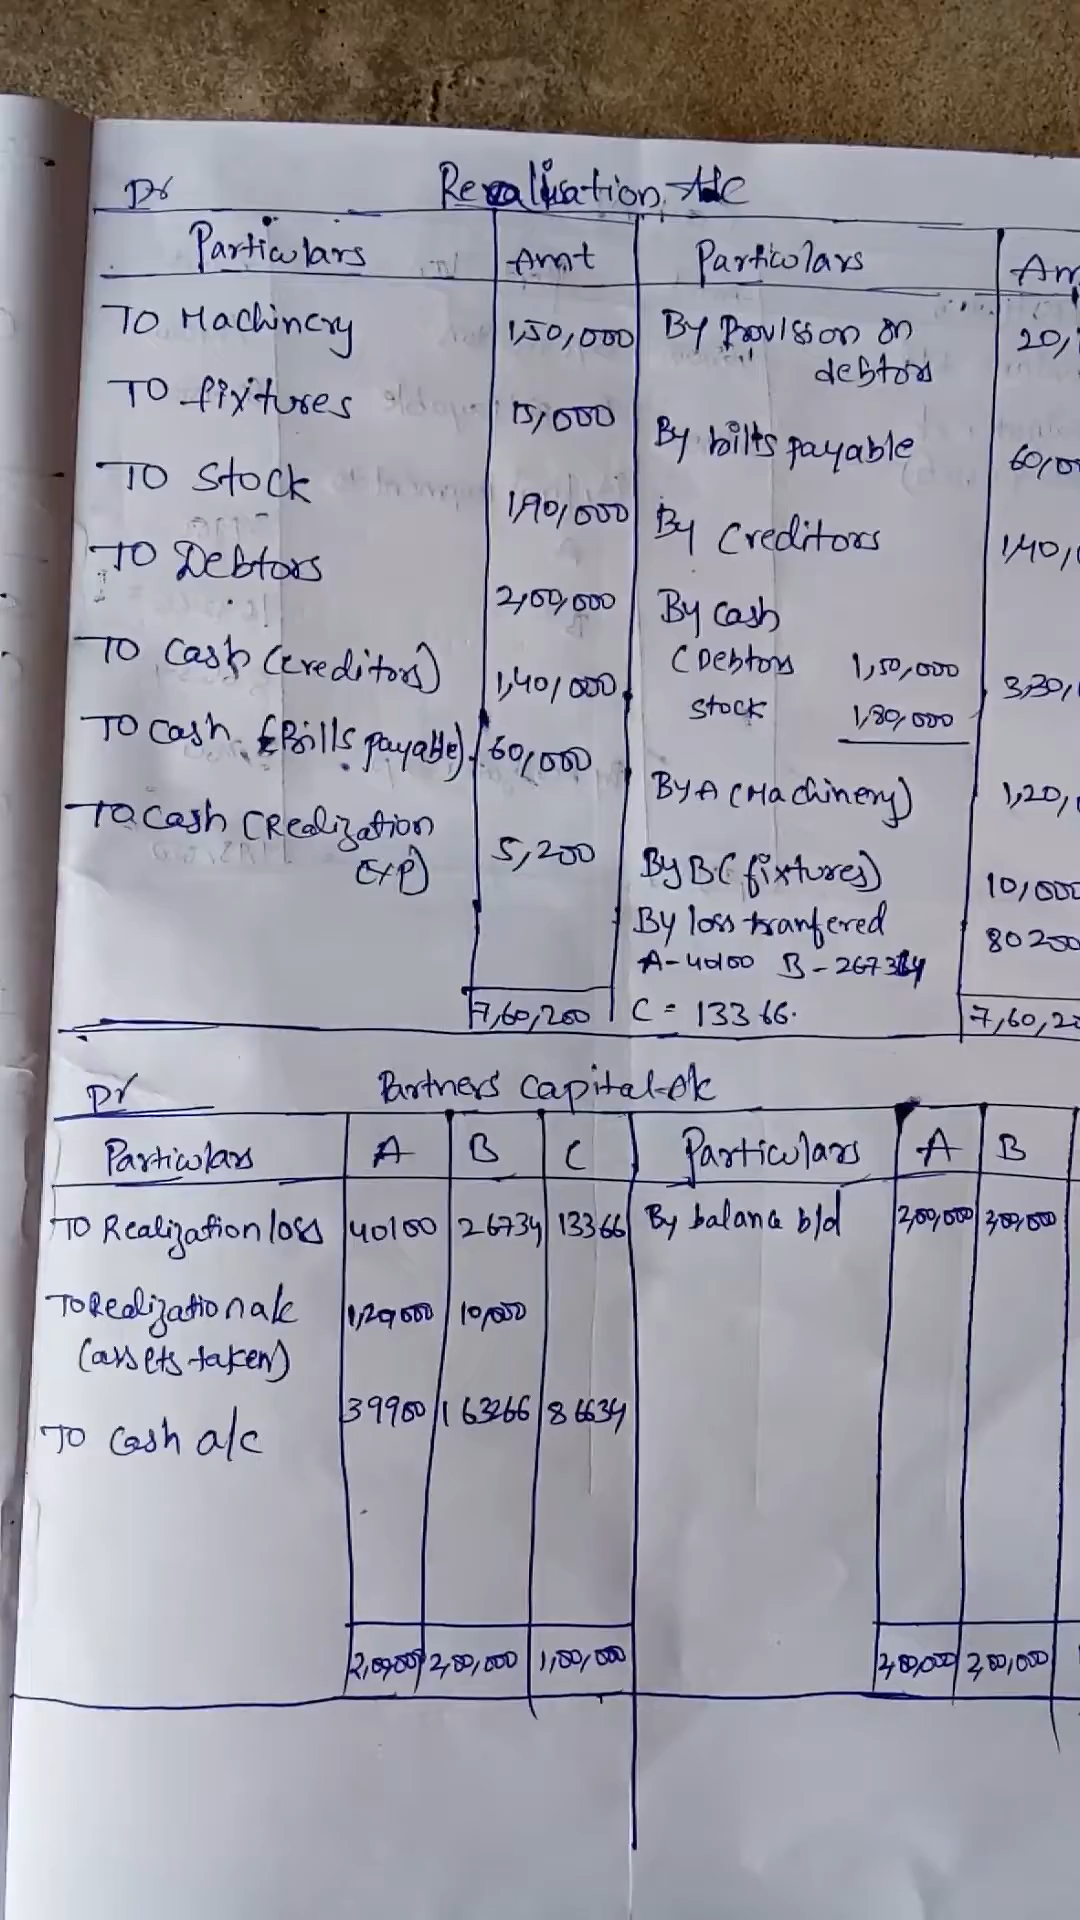 Dr Realisation A/c
Particulars Amt Particulars Am
To Machinery 1,50,000 By Provission on debtors 20,
To fixtures 15,000 By bills payable 60,00
To Stock 1,90,000 By Creditors 1,40,0
To Debtors 2,00,000 By Cash
To Cash (creditors) 1,40,000 (Debtors 1,50,000
Stock 1,80,000 3,30,
To Cash (Bills payable) 60,000 By A (Machinery) 1,20,
To Cash (Realization Exp) 5,200 By B (fixtures) 10,000
By loss tranfered 80200
A-40100 B-26734
7,60,200 C = 13366. 7,60,20
Dr Partners Capital A/c
Particulars A B C Particulars A B
To Realization loss 40100 26734 13366 By balance b/d 2,00,000 2,00,000
To Realization a/c 1,20,000 10,000
(assets taken)
To Cash a/c 39900 163266 86634
2,00,000 2,00,000 1,00,000 2,00,000 2,00,000